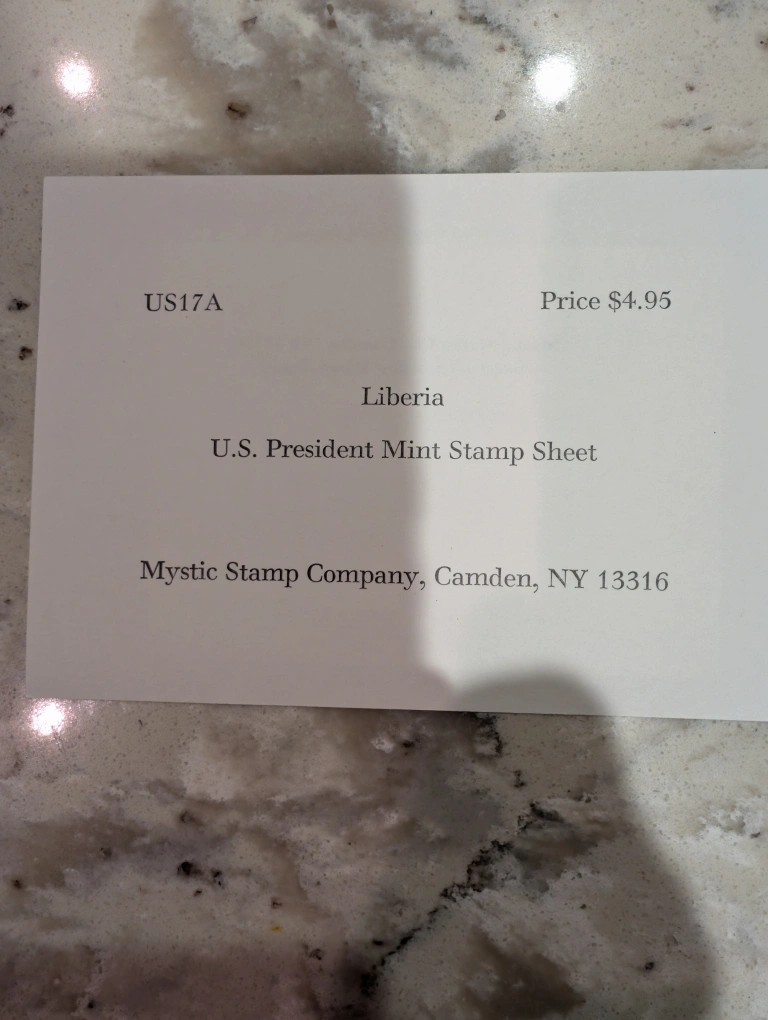 US17A Price $4.95
Liberia
U.S. President Mint Stamp Sheet
Mystic Stamp Company, Camden, NY 13316